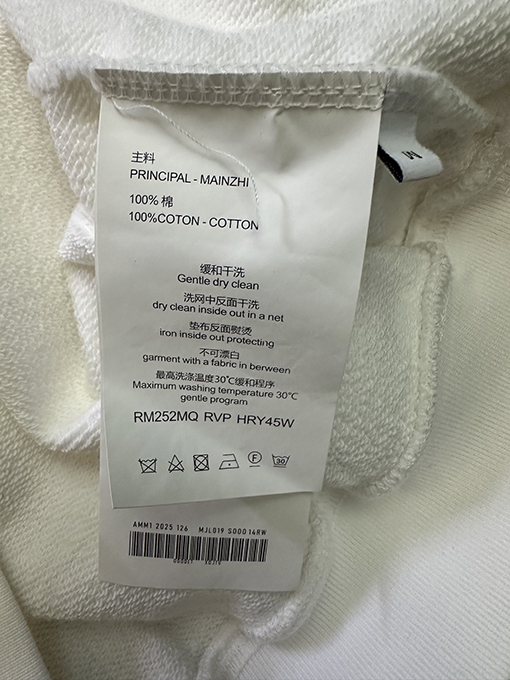 M
主料
PRINCIPAL - MAINZHI
100% 棉
100%COTON - COTTON
缓和干洗
Gentle dry clean
洗网中反面干洗
dry clean inside out in a net
垫布反面熨烫
iron inside out protecting
不可漂白
garment with a fabric in berween
最高洗涤温度30℃缓和程序
Maximum washing temperature 30℃
gentle program
RM252MQ RVP HRY45W
F
30
AMM1 2025 126 MJL019 S000 14RW